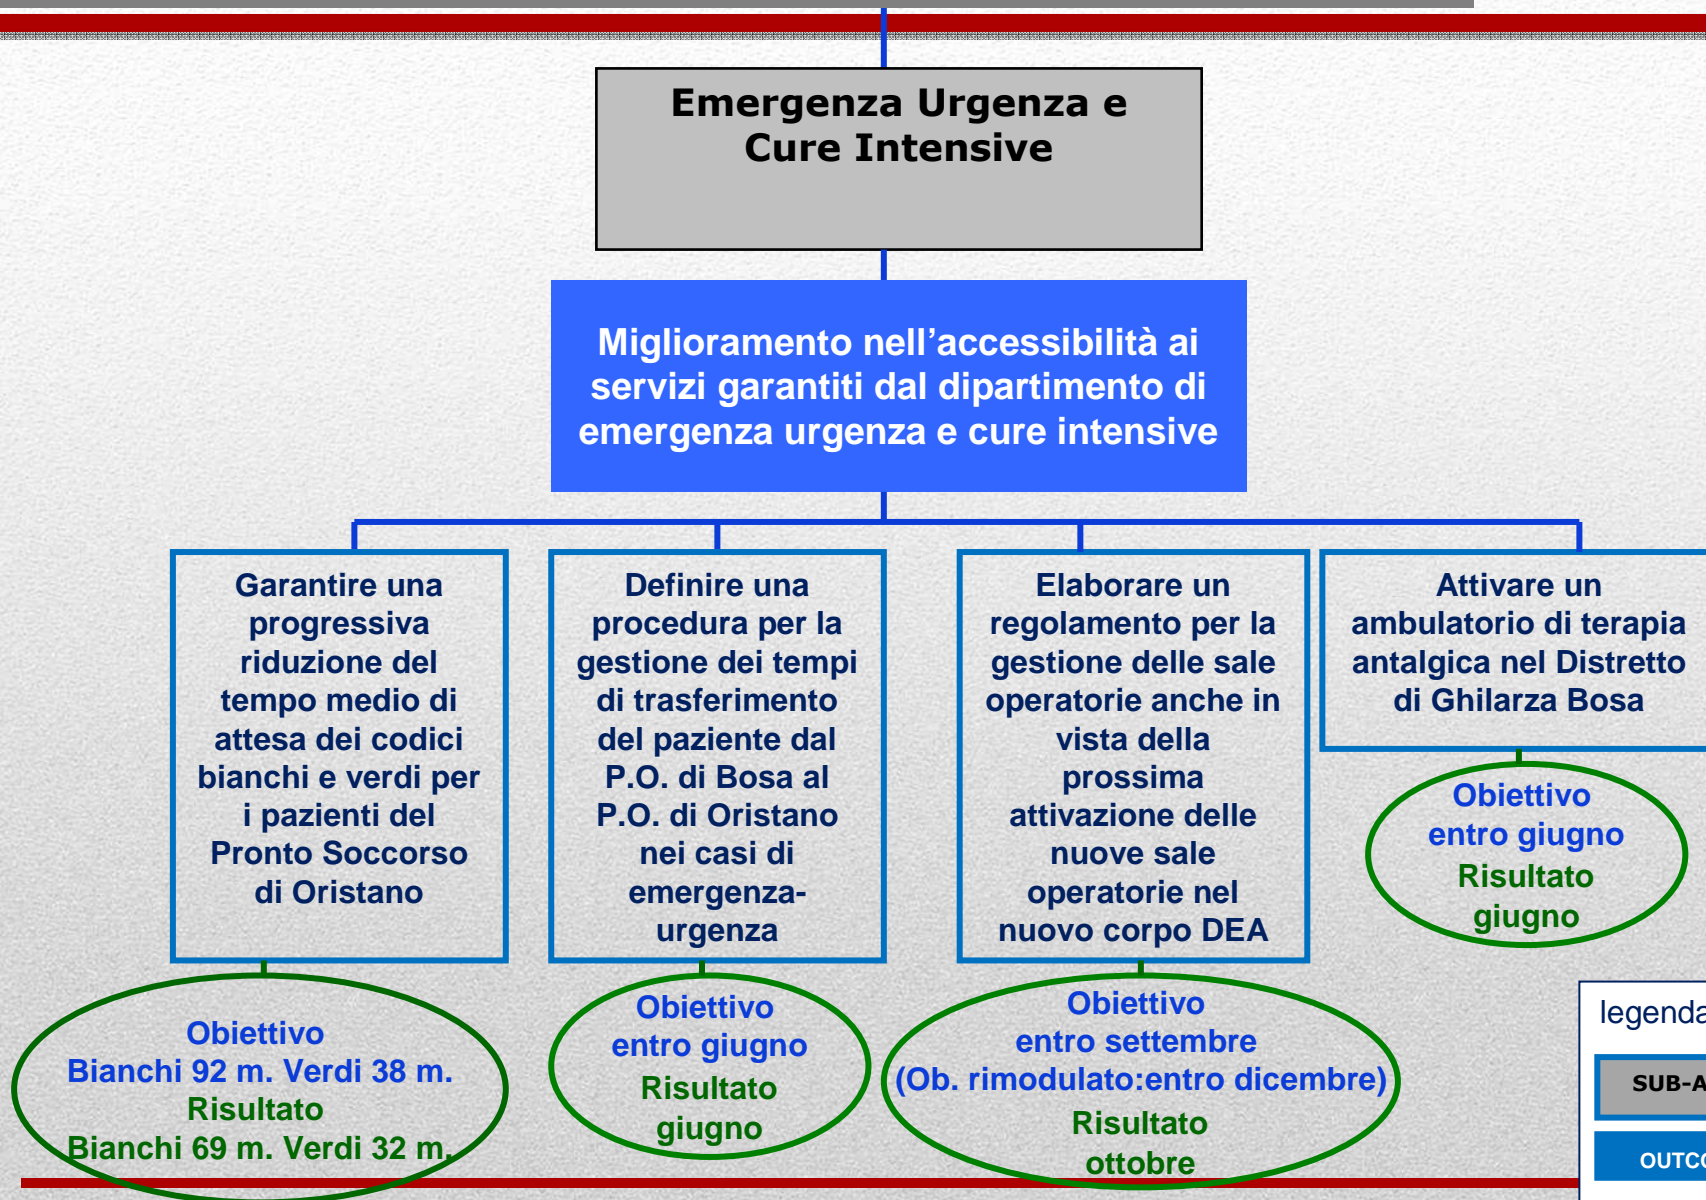 Emergenza Urgenza e
Cure Intensive
Miglioramento nell’accessibilità ai
servizi garantiti dal dipartimento di
emergenza urgenza e cure intensive
Garantire una
progressiva
riduzione del
tempo medio di
attesa dei codici
bianchi e verdi per
i pazienti del
Pronto Soccorso
di Oristano
Obiettivo
Bianchi 92 m. Verdi 38 m.
Risultato
Bianchi 69 m. Verdi 32 m.
Definire una
procedura per la
gestione dei tempi
di trasferimento
del paziente dal
P.O. di Bosa al
P.O. di Oristano
nei casi di
emergenza-
urgenza
Obiettivo
entro giugno
Risultato
giugno
Elaborare un
regolamento per la
gestione delle sale
operatorie anche in
vista della
prossima
attivazione delle
nuove sale
operatorie nel
nuovo corpo DEA
Obiettivo
entro settembre
(Ob. rimodulato:entro dicembre)
Risultato
ottobre
Attivare un
ambulatorio di terapia
antalgica nel Distretto
di Ghilarza Bosa
Obiettivo
entro giugno
Risultato
giugno
legenda
SUB-A
OUTCO